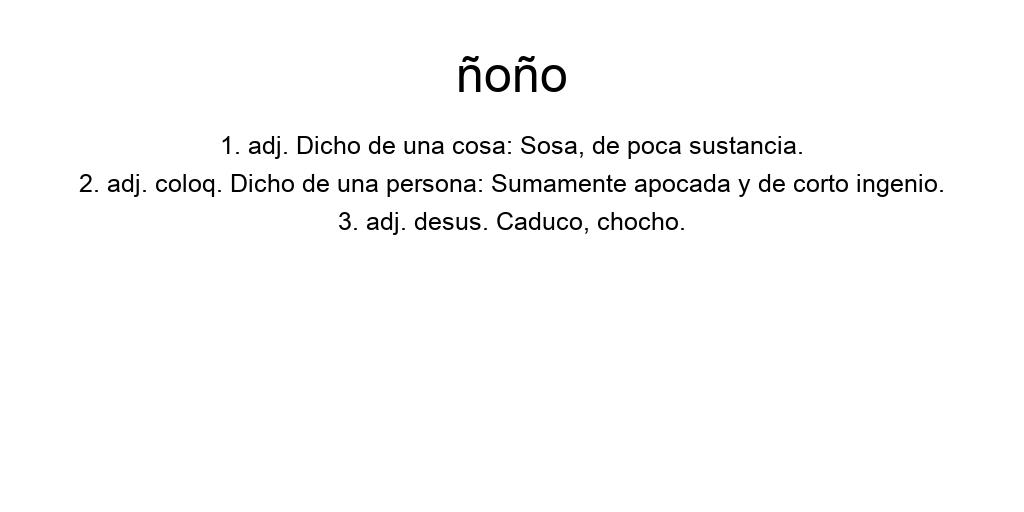 ñoño
1. adj. Dicho de una cosa: Sosa, de poca sustancia.
2. adj. coloq. Dicho de una persona: Sumamente apocada y de corto ingenio.
3. adj. desus. Caduco, chocho.